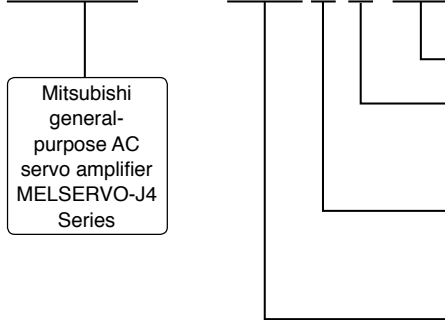 Mitsubishi
general-
purpose AC
servo amplifier
MELSERVO-J4
Series